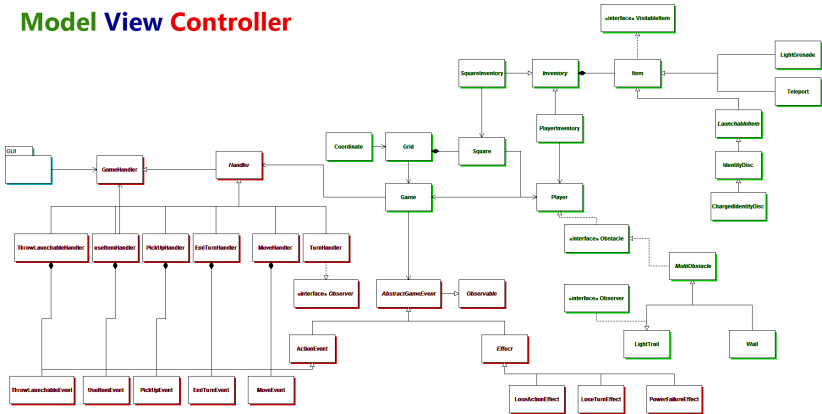 Model View Controller
«interface» VisitableItem
LightGrenade
SquareInventory
Inventory
Item
Teleport
LaunchableItem
PlayerInventory
Coordinate
Grid
Square
GUI
GameHandler
Handler
IdentityDisc
Game
Player
ChargedIdentityDisc
ThrowLaunchableHandler
useItemHandler
PickUpHandler
EndTurnHandler
MoveHandler
TurnHandler
«interface» Obstacle
MultiObstacle
«interface» Observer
AbstractGameEvent
Observable
«interface» Observer
ActionEvent
Effect
LightTrail
Wall
ThrowLaunchableEvent
UseItemEvent
PickUpEvent
EndTurnEvent
MoveEvent
LoseActionEffect
LoseTurnEffect
PowerFailureEffect